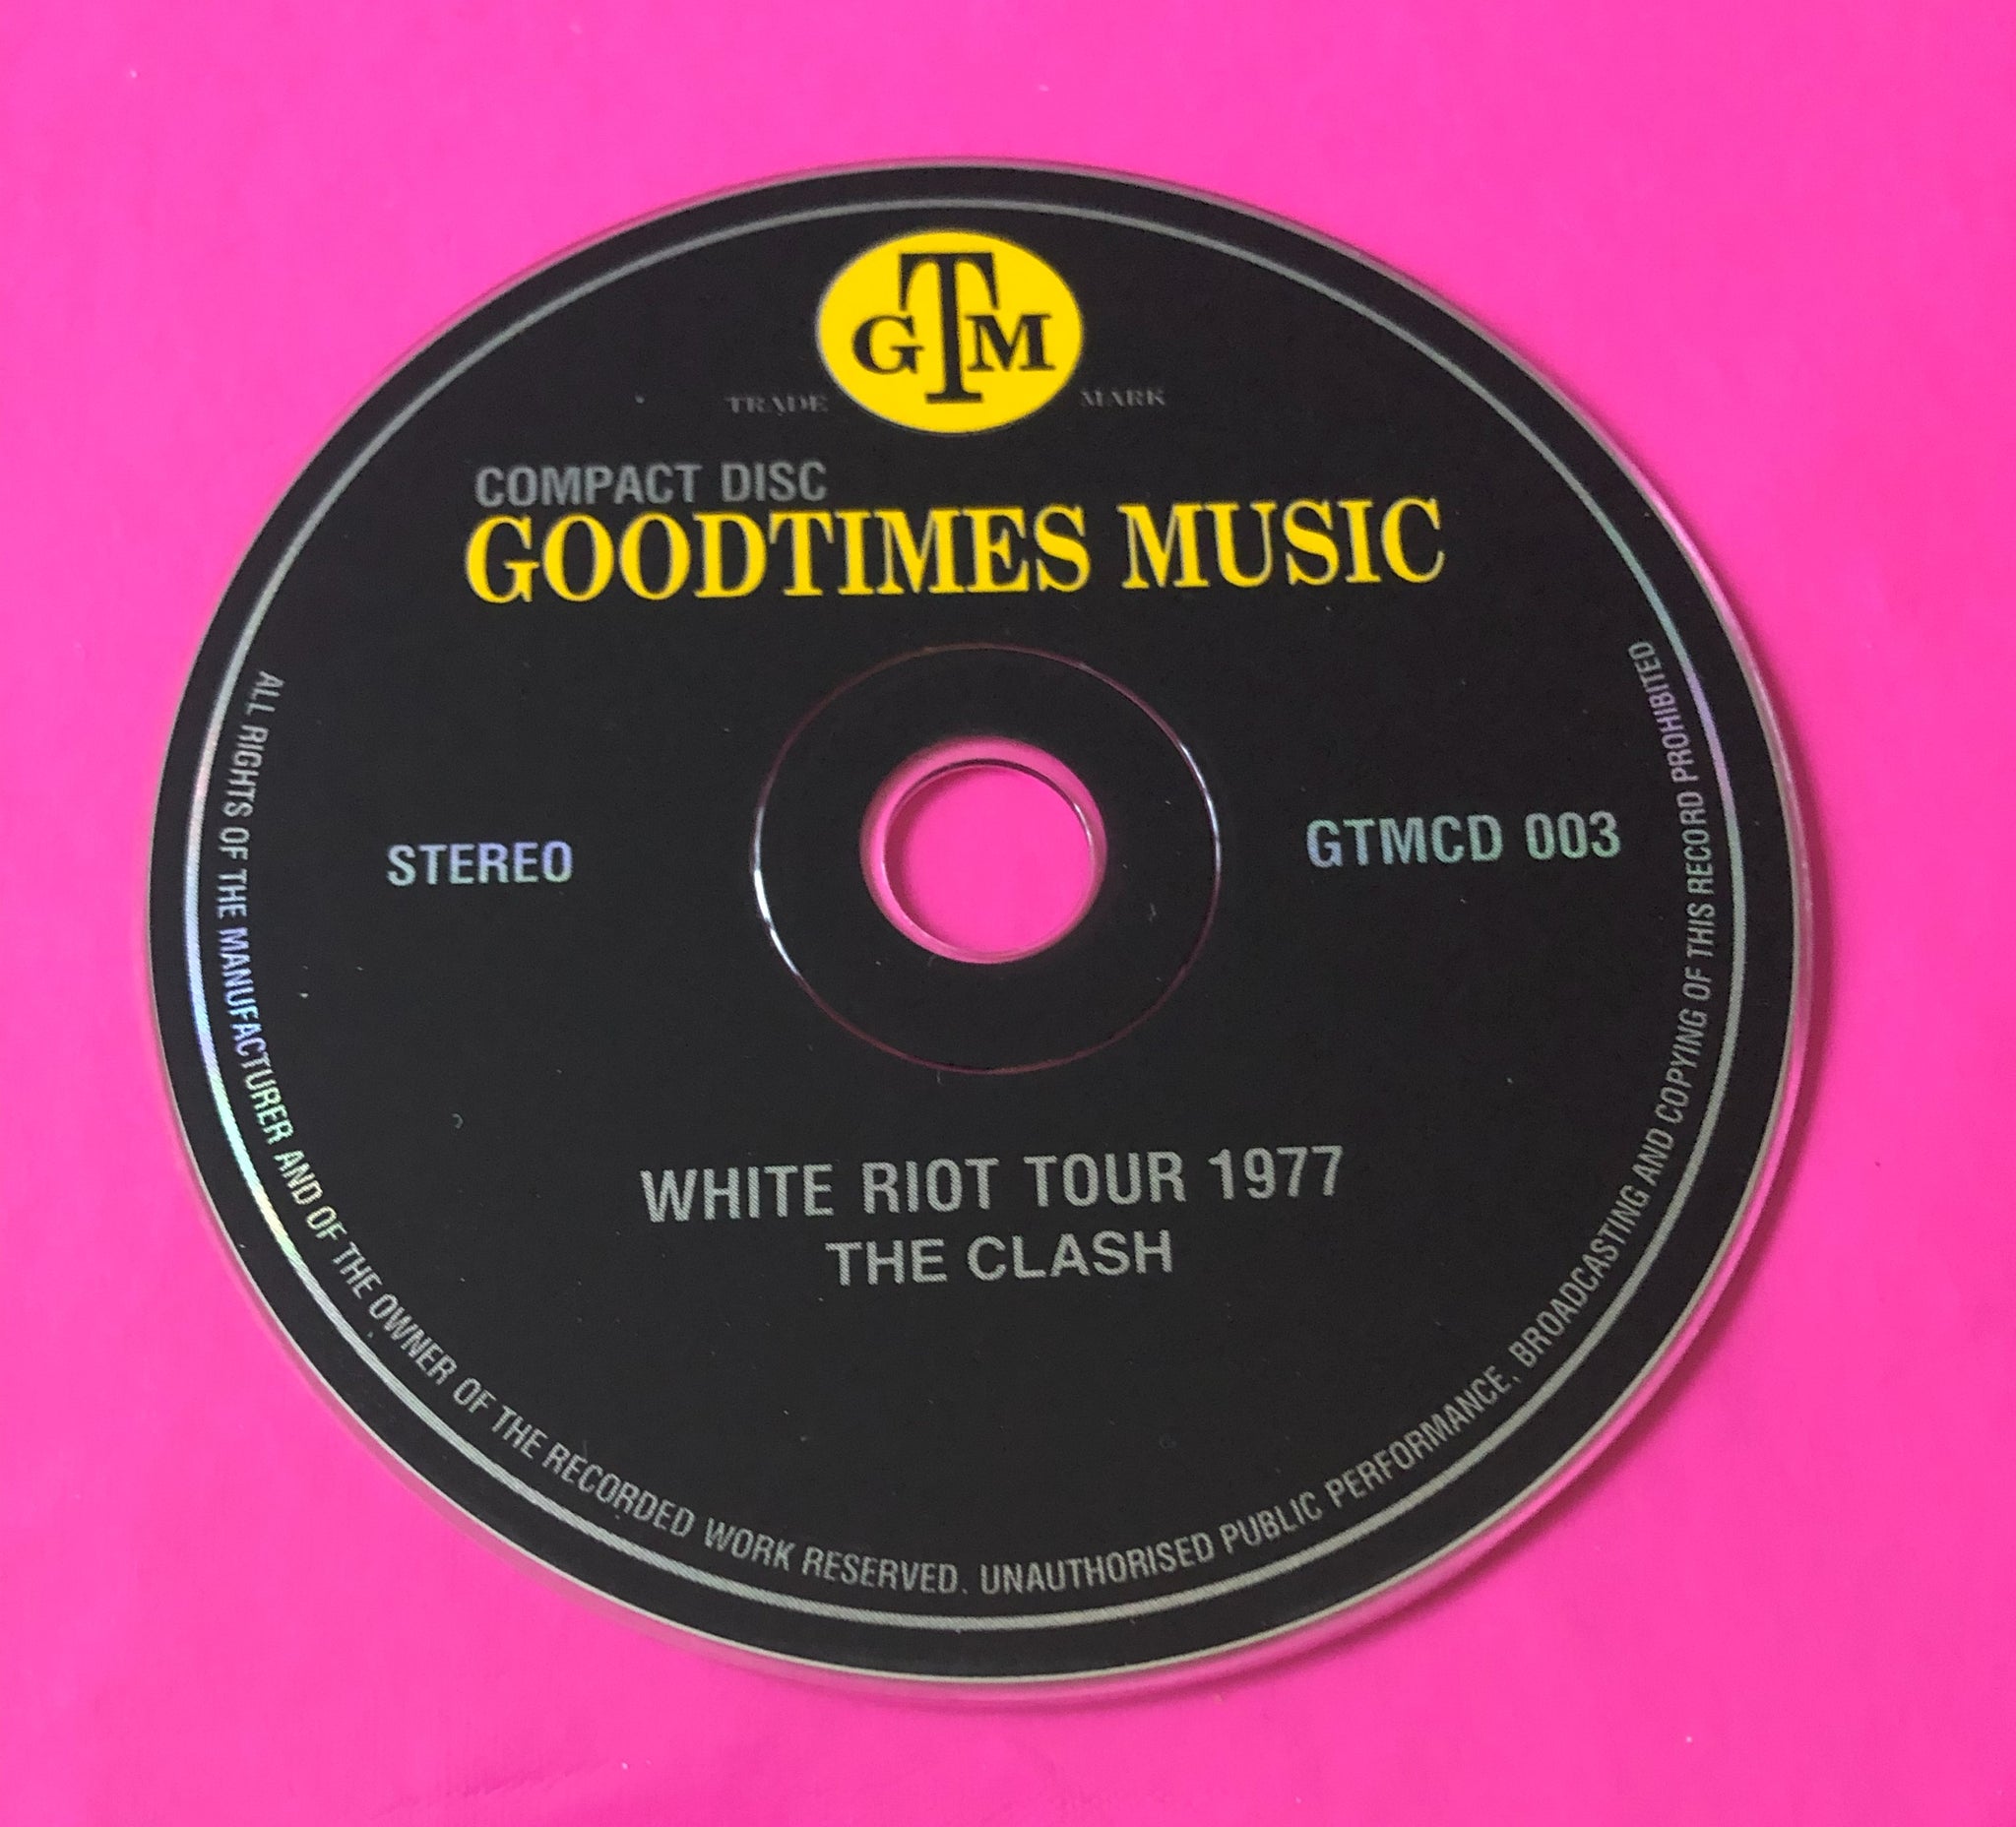 GTM
TRADE MARK
COMPACT DISC
GOODTIMES MUSIC
STEREO
GTMCD 003
WHITE RIOT TOUR 1977
THE CLASH
ALL RIGHTS OF THE MANUFACTURER AND OF THE OWNER OF THE RECORDED WORK RESERVED. UNAUTHORISED PUBLIC PERFORMANCE, BROADCASTING AND COPYING OF THIS RECORD PROHIBITED